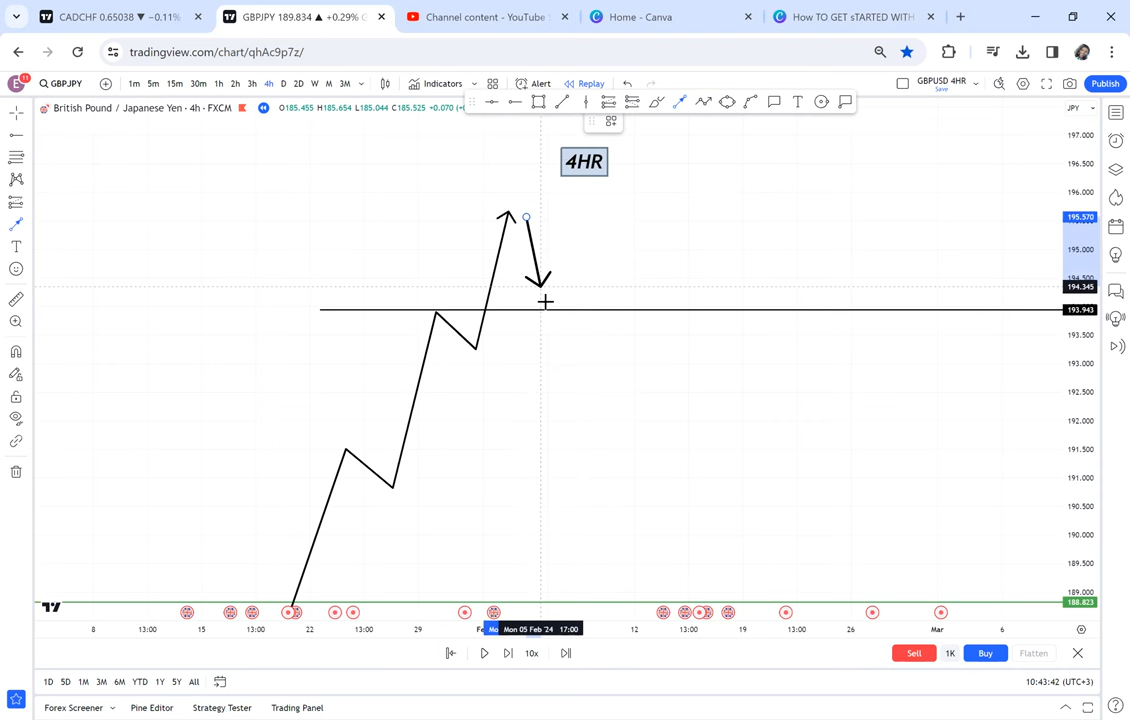 CADCHF 0.65038 ▼ −0.11%
GBPJPY 189.834 ▲ +0.29% G
Channel content - YouTube S
Home - Canva
How TO GET sTARTED WITH
tradingview.com/chart/qhAc9p7z/
E
11
GBPJPY
1m 5m 15m 30m 1h 2h 3h 4h D 2D W M 3M
Indicators
Alert
Replay
GBPUSD 4HR
Save
Publish
British Pound / Japanese Yen · 4h · FXCM
O185.455 H185.654 L185.044 C185.525 +0.070
JPY
197.000
4HR
196.500
196.000
195.570
195.000
194.500
194.345
193.943
193.500
193.000
192.500
192.000
191.500
191.000
190.500
190.000
189.500
189.000
188.823
8 13:00 15 13:00 22 13:00 29 Fe Mo Mon 05 Feb '24 17:00 12 13:00 19 13:00 26 Mar 6
10x
Sell 1K Buy Flatten
1D 5D 1M 3M 6M YTD 1Y 5Y All
10:43:42 (UTC+3)
Forex Screener Pine Editor Strategy Tester Trading Panel